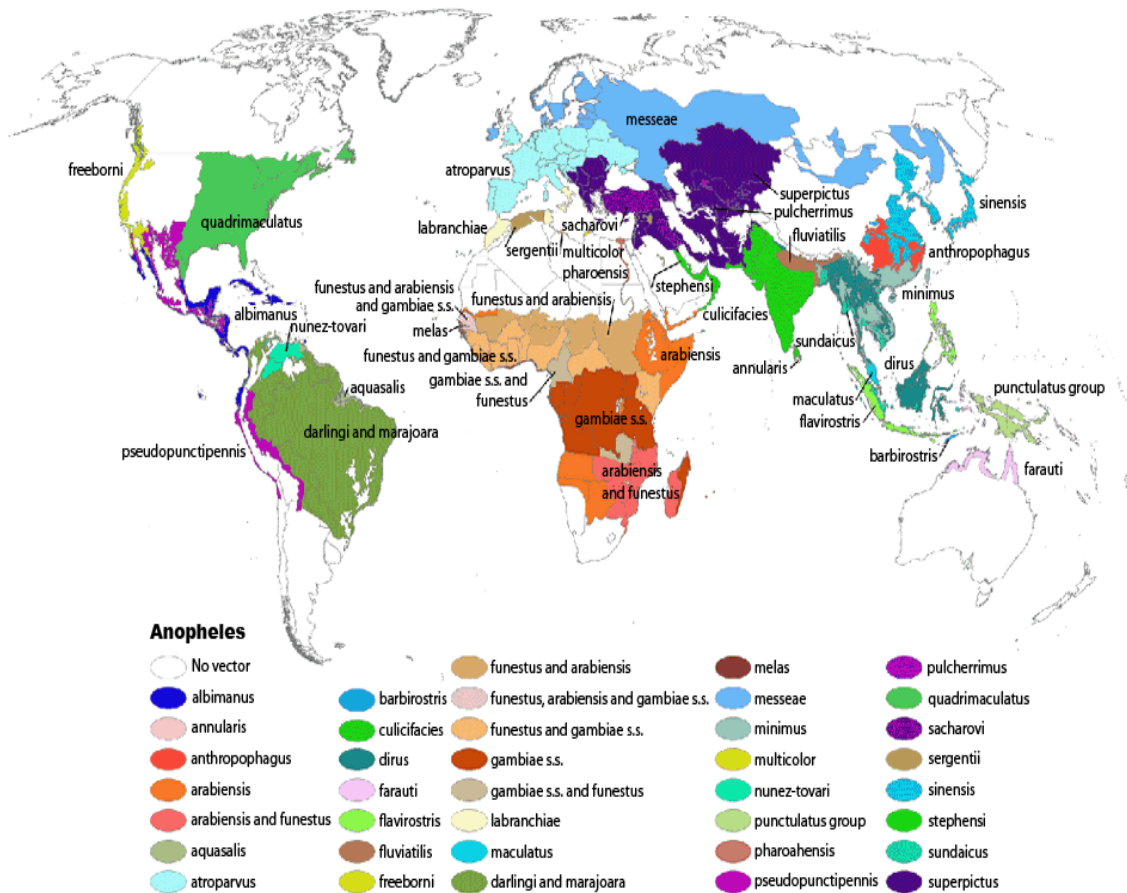 messeae
freeborni
atroparvus
superpictus
quadrimaculatus
pulcherrimus
sinensis
labranchiae
sacharovi
fluviatilis
sergentii
multicolor
anthropophagus
pharoensis
funestus and arabiensis
and gambiae s.s.
funestus and arabiensis
stephensi
minimus
albimanus
culicifacies
nunez-tovari
melas
sundaicus
funestus and gambiae s.s.
arabiensis
annularis
dirus
gambiae s.s. and
funestus
aquasalis
maculatus
punctulatus group
flavirostris
gambiae s.s.
darlingi and marajoara
pseudopunctipennis
barbirostris
farauti
arabiensis
and funestus
Anopheles
No vector
albimanus
annularis
anthropophagus
arabiensis
arabiensis and funestus
aquasalis
atroparvus
barbirostris
culicifacies
dirus
farauti
flavirostris
fluviatilis
freeborni
funestus and arabiensis
funestus, arabiensis and gambiae s.s.
funestus and gambiae s.s.
gambiae s.s.
gambiae s.s. and funestus
labranchiae
maculatus
darlingi and marajoara
melas
messeae
minimus
multicolor
nunez-tovari
punctulatus group
pharoahensis
pseudopunctipennis
pulcherrimus
quadrimaculatus
sacharovi
sergentii
sinensis
stephensi
sundaicus
superpictus